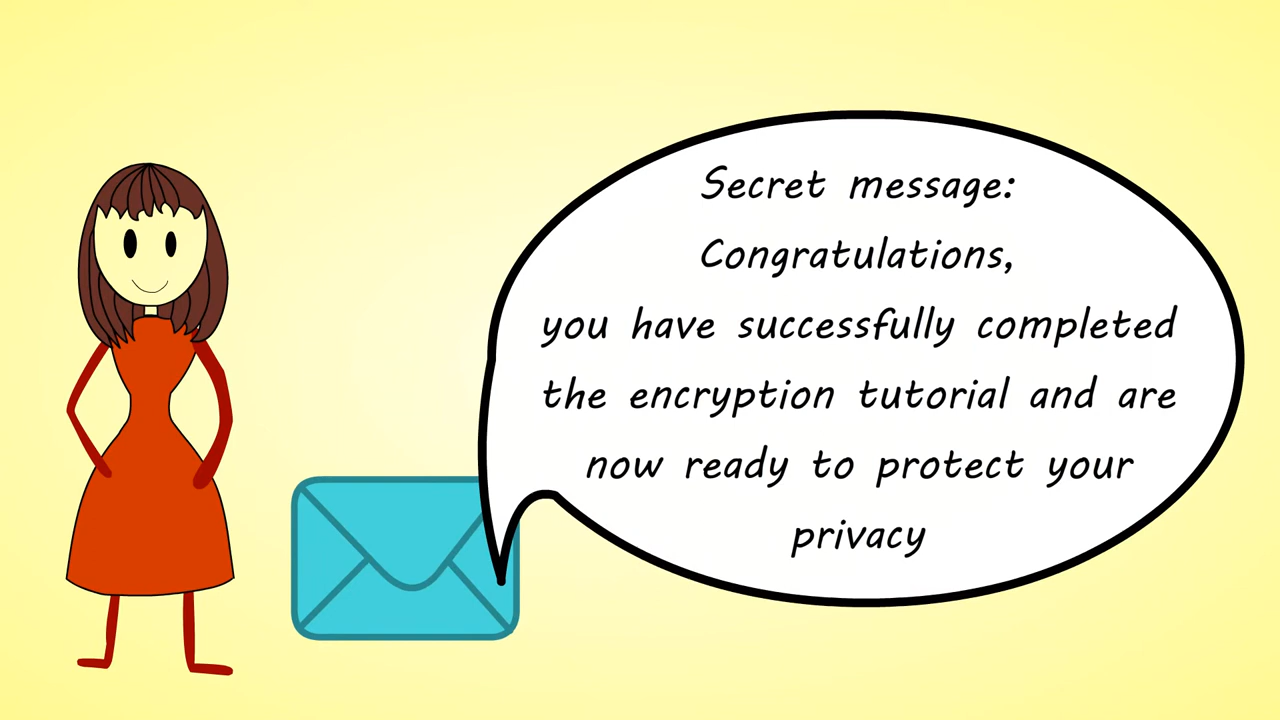 Secret message:
Congratulations,
you have successfully completed
the encryption tutorial and are
now ready to protect your
privacy